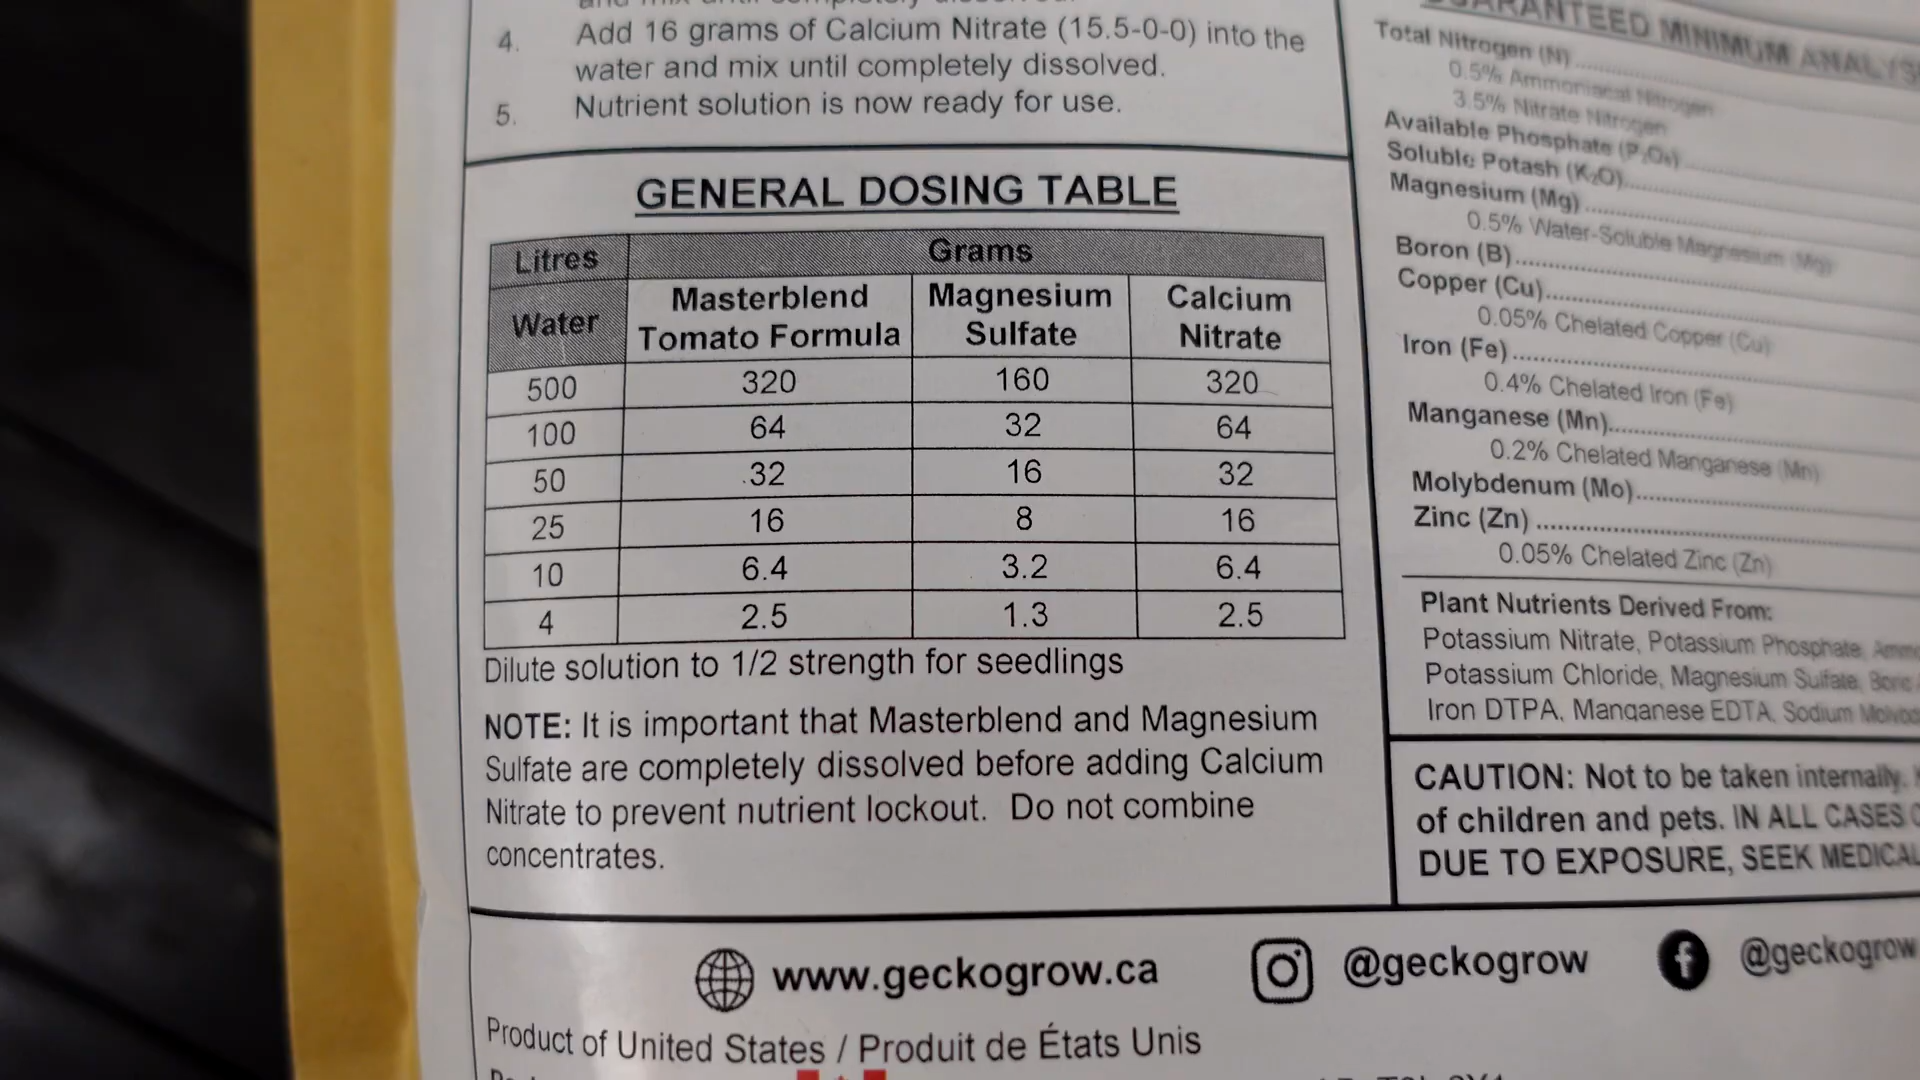 4. Add 16 grams of Calcium Nitrate (15.5-0-0) into the
water and mix until completely dissolved.
5. Nutrient solution is now ready for use.
GENERAL DOSING TABLE
Litres Grams
Water Masterblend Tomato Formula Magnesium Sulfate Calcium Nitrate
500 320 160 320
100 64 32 64
50 32 16 32
25 16 8 16
10 6.4 3.2 6.4
4 2.5 1.3 2.5
Dilute solution to 1/2 strength for seedlings
NOTE: It is important that Masterblend and Magnesium
Sulfate are completely dissolved before adding Calcium
Nitrate to prevent nutrient lockout. Do not combine
concentrates.
GUARANTEED MINIMUM
Total Nitrogen (N)
0.5% Ammoniacal Nitrogen
3.5% Nitrate Nitrogen
Available Phosphate (P₂O₅)
Soluble Potash (K₂O)
Magnesium (Mg)
0.5% Water-Soluble Magnesium (Mg)
Boron (B)
Copper (Cu)
0.05% Chelated Copper (Cu)
Iron (Fe)
0.4% Chelated Iron (Fe)
Manganese (Mn)
0.2% Chelated Manganese (Mn)
Molybdenum (Mo)
Zinc (Zn)
0.05% Chelated Zinc (Zn)
Plant Nutrients Derived From:
Potassium Nitrate, Potassium Phosphate,
Potassium Chloride, Magnesium Sulfate, Boric
Iron DTPA, Manganese EDTA, Sodium
CAUTION: Not to be taken internally.
of children and pets. IN ALL CASES
DUE TO EXPOSURE, SEEK MEDICAL
www.geckogrow.ca @geckogrow @geckogrow
Product of United States / Produit de États Unis